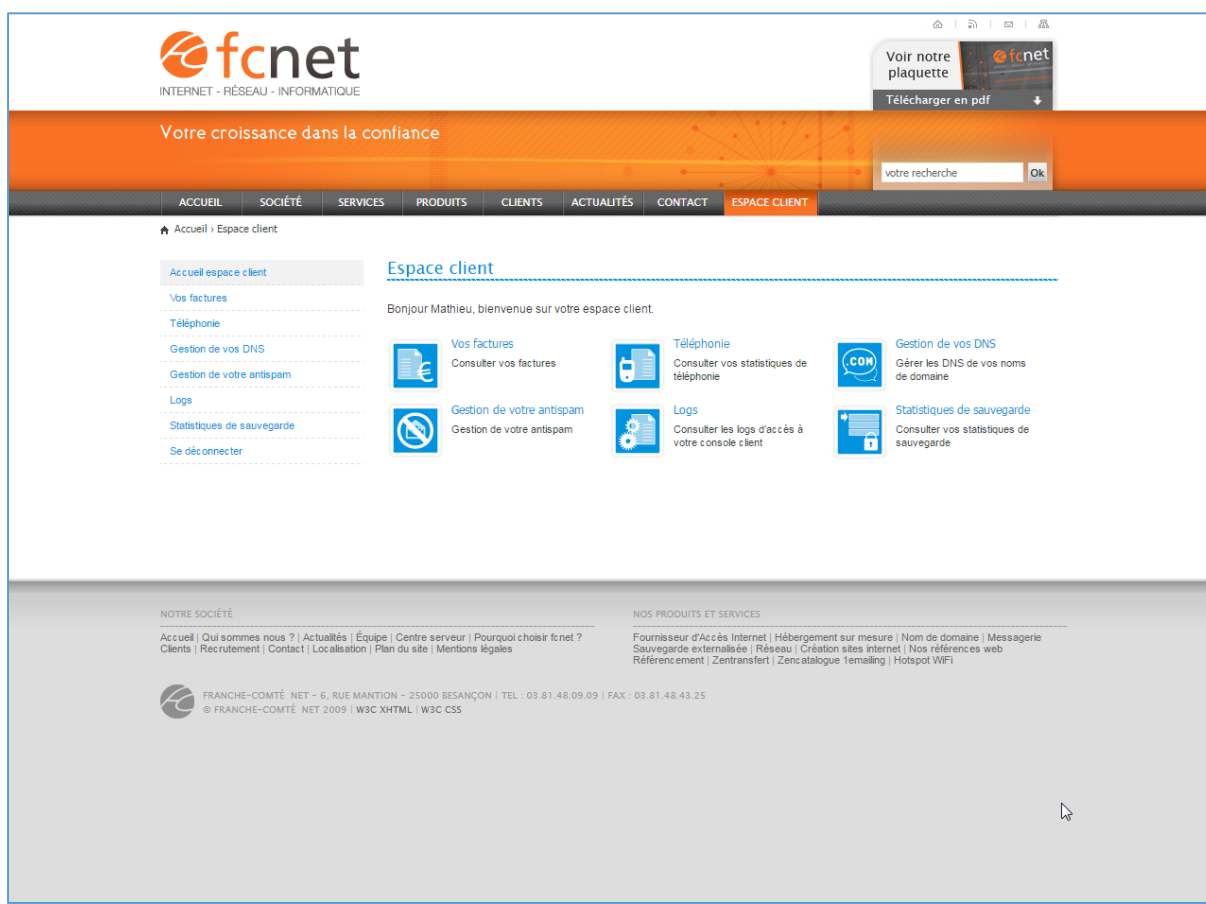 fcnet
INTERNET - RÉSEAU - INFORMATIQUE
Voir notre
plaquette
fcnet
Télécharger en pdf
Votre croissance dans la confiance
votre recherche
Ok
ACCUEIL SOCIÉTÉ SERVICES PRODUITS CLIENTS ACTUALITÉS CONTACT ESPACE CLIENT
Accueil › Espace client
Accueil espace client
Vos factures
Téléphonie
Gestion de vos DNS
Gestion de votre antispam
Logs
Statistiques de sauvegarde
Se déconnecter
Espace client
Bonjour Mathieu, bienvenue sur votre espace client.
Vos factures
Consulter vos factures
Téléphonie
Consulter vos statistiques de
téléphonie
.COM
Gestion de vos DNS
Gérer les DNS de vos noms
de domaine
Gestion de votre antispam
Gestion de votre antispam
Logs
Consulter les logs d'accès à
votre console client
Statistiques de sauvegarde
Consulter vos statistiques de
sauvegarde
NOTRE SOCIÉTÉ
Accueil | Qui sommes nous ? | Actualités | Équipe | Centre serveur | Pourquoi choisir fcnet ?
Clients | Recrutement | Contact | Localisation | Plan du site | Mentions légales
NOS PRODUITS ET SERVICES
Fournisseur d'Accès Internet | Hébergement sur mesure | Nom de domaine | Messagerie
Sauvegarde externalisée | Réseau | Création sites internet | Nos références web
Référencement | Zentransfert | Zencatalogue 1emailing | Hotspot WiFi
FRANCHE-COMTÉ NET – 6, RUE MANTION – 25000 BESANÇON | TEL : 03.81.48.09.09 | FAX : 03.81.48.43.25
© FRANCHE-COMTÉ NET 2009 | W3C XHTML | W3C CSS